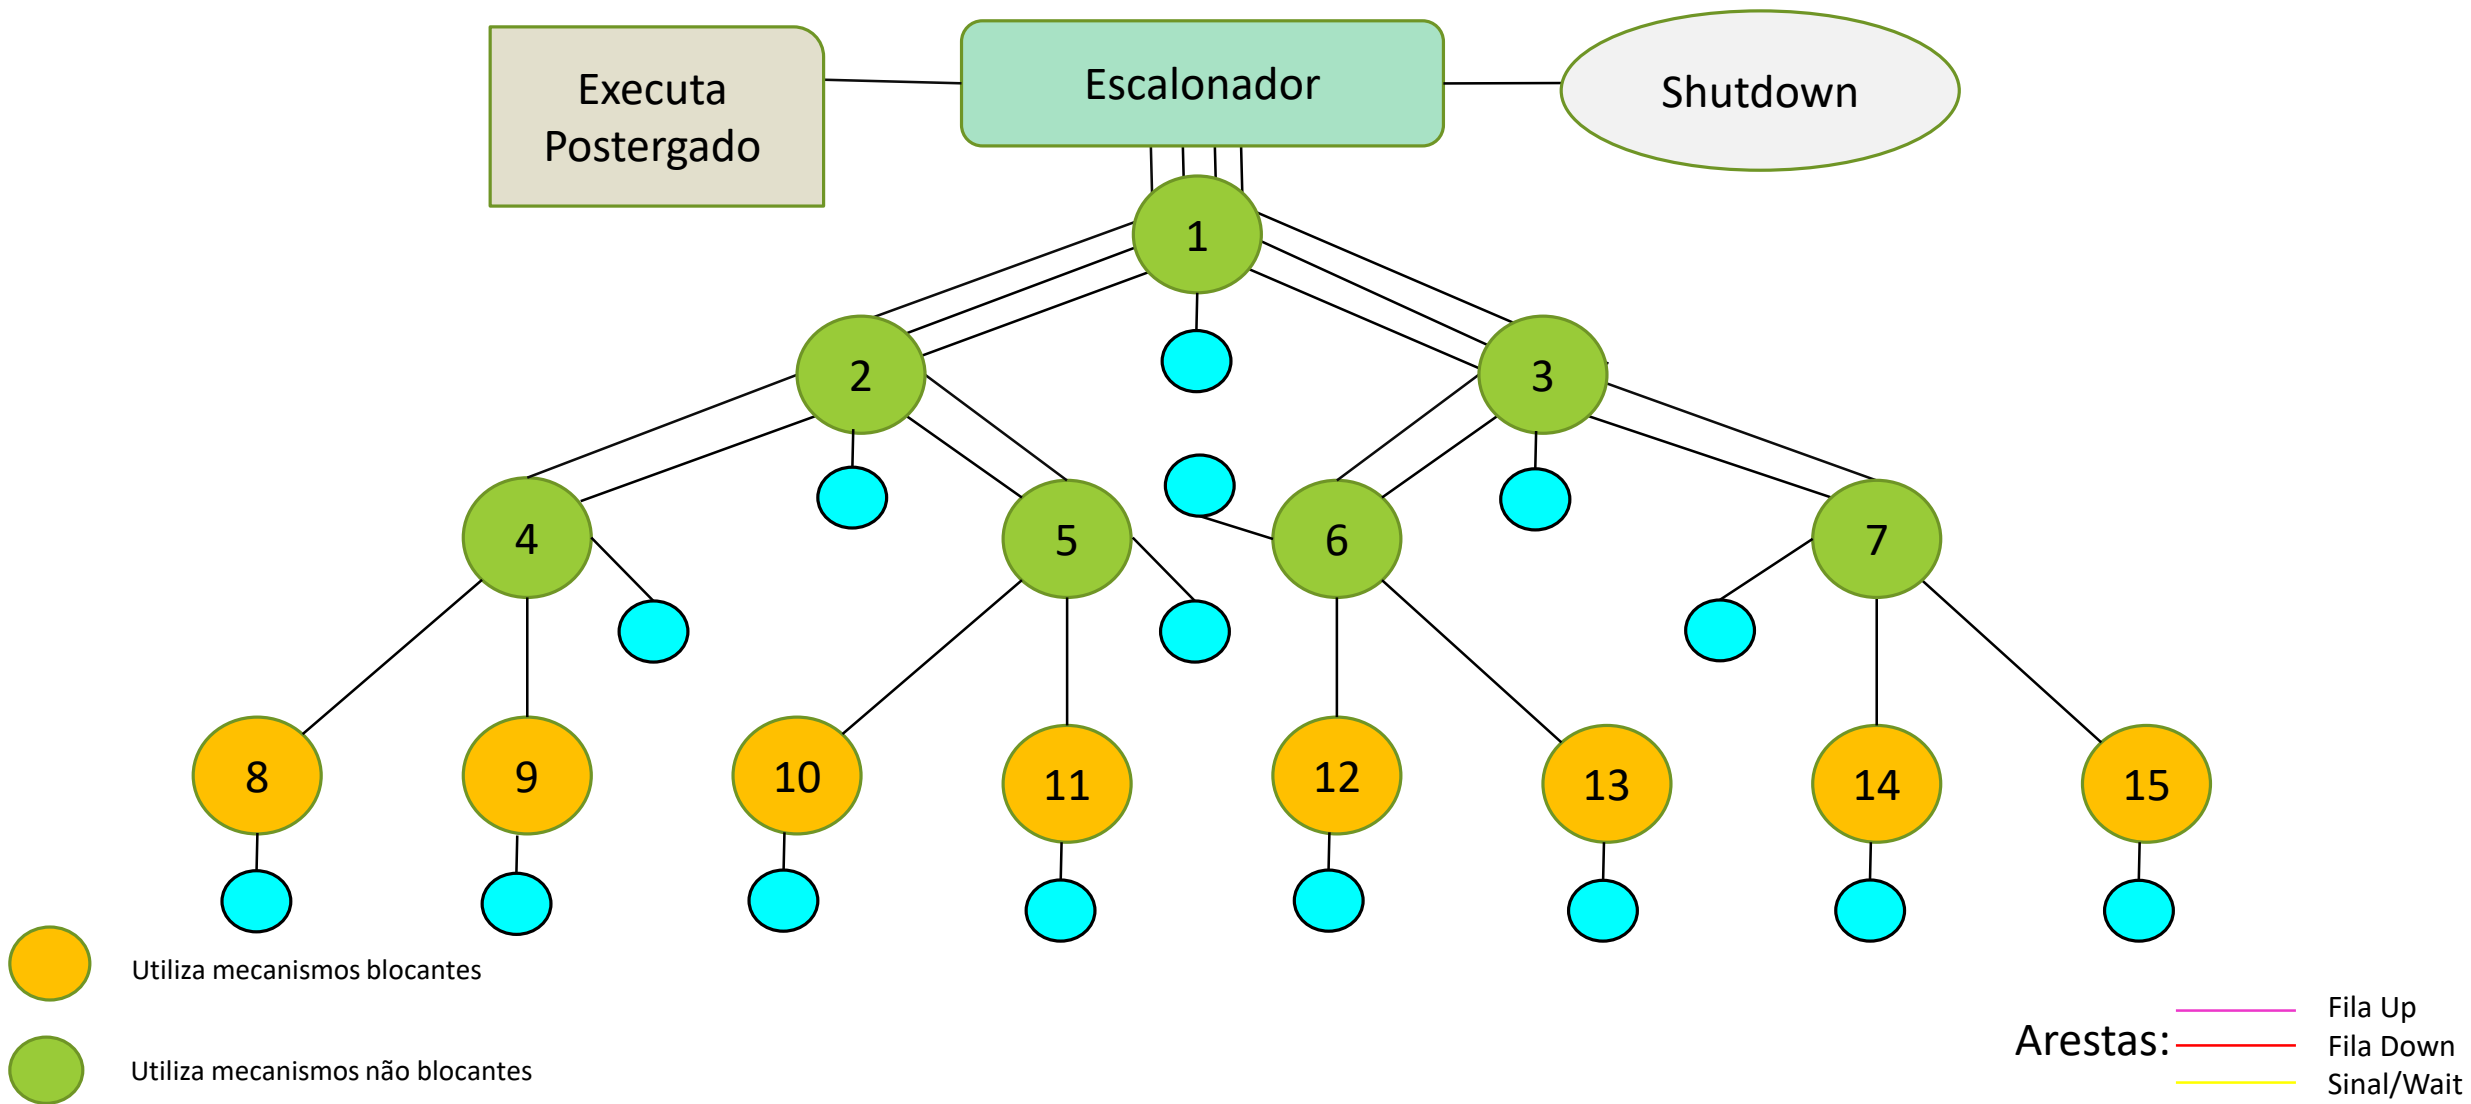 Executa
Postergado
Escalonador
Shutdown
1
2
3
4
5
6
7
8
9
10
11
12
13
14
15
Utiliza mecanismos blocantes
Utiliza mecanismos não blocantes
Arestas:
Fila Up
Fila Down
Sinal/Wait